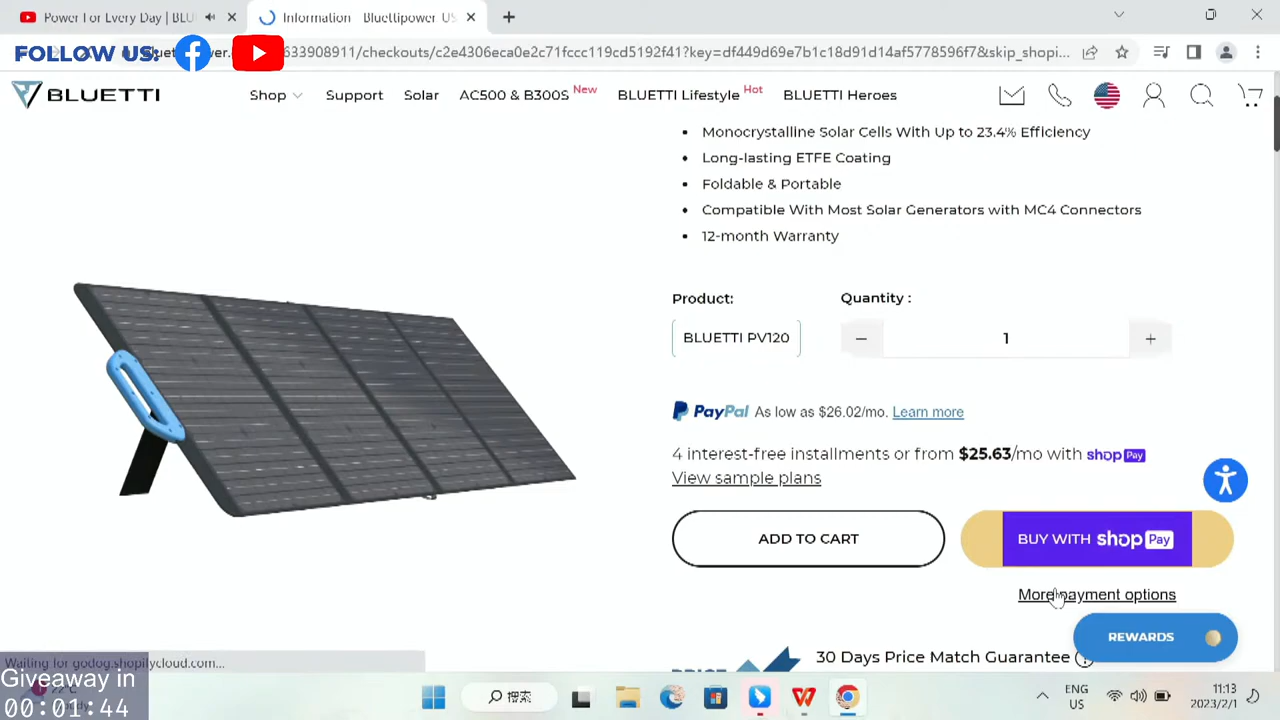 Power For Every Day | BLU
Information - Bluettipower US
FOLLOW US:
633908911/checkouts/c2e4306eca0e2c71fccc119cd5192f41?key=df449d69e7b1c18d91d14af5778596f7&skip_shopi...
BLUETTI
Shop
Support
Solar
AC500 & B300S New
BLUETTI Lifestyle Hot
BLUETTI Heroes
Monocrystalline Solar Cells With Up to 23.4% Efficiency
Long-lasting ETFE Coating
Foldable & Portable
Compatible With Most Solar Generators with MC4 Connectors
12-month Warranty
Product:
Quantity :
BLUETTI PV120
− 1 +
PayPal As low as $26.02/mo. Learn more
4 interest-free installments or from $25.63/mo with shop Pay
View sample plans
ADD TO CART
BUY WITH shop Pay
More payment options
REWARDS
30 Days Price Match Guarantee
PRICE
Waiting for godog.shopifycloud.com...
Giveaway in
00:01:44
22°C
搜索
ENG
US
11:13
2023/2/1